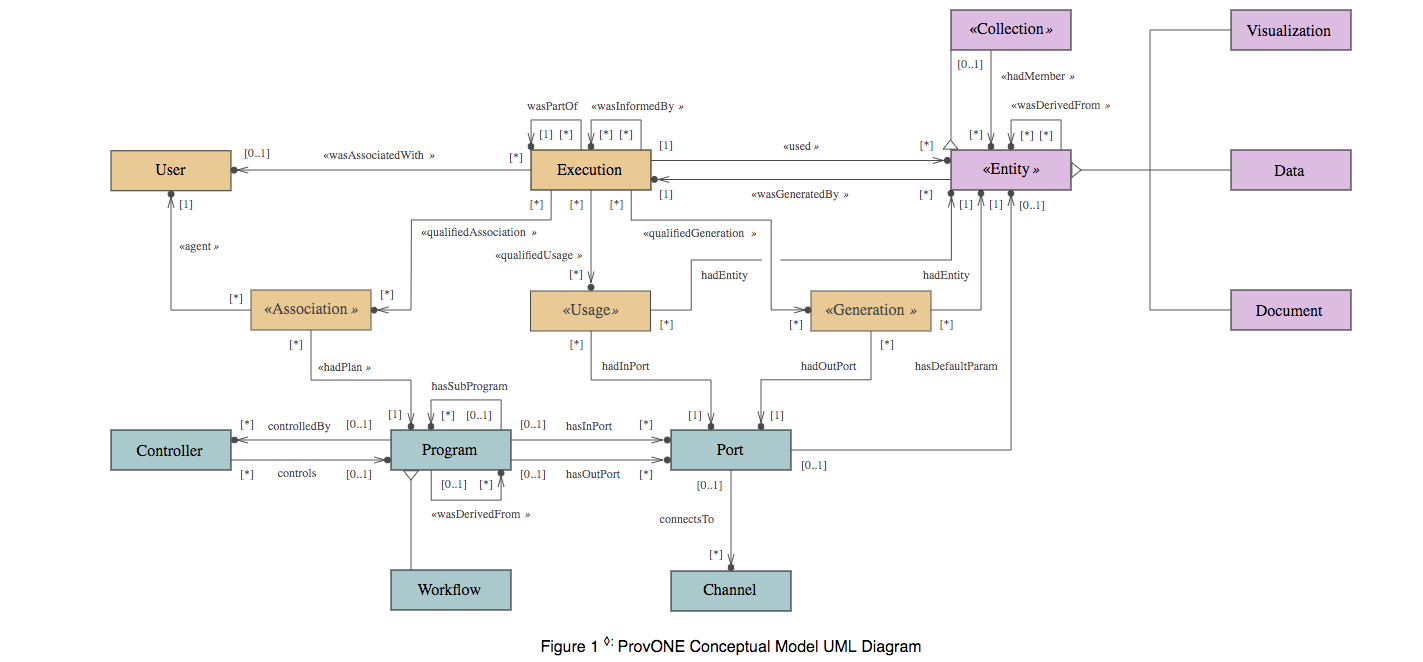 «Collection»
Visualization
[0..1]
«hadMember »
wasPartOf
«wasInformedBy »
«wasDerivedFrom »
[1] [*]
[*] [*]
[*]
[*] [*]
[0..1]
«wasAssociatedWith »
[*]
[1]
«used »
[*]
User
Execution
«Entity»
Data
[1]
«wasGeneratedBy »
[*]
[1]
[*]
[*]
[*]
[1]
[1]
[0..1]
«agent »
«qualifiedAssociation »
«qualifiedGeneration »
«qualifiedUsage »
[*]
hadEntity
hadEntity
[*]
[*]
«Association »
«Usage»
«Generation »
Document
[*]
[*]
[*]
[*]
[*]
[*]
«hadPlan »
hadInPort
hadOutPort
hasDefaultParam
hasSubProgram
[1]
[*] [0..1]
[1]
[1]
[*]
controlledBy
[0..1]
[0..1]
hasInPort
[*]
Controller
Program
Port
[0..1]
[*]
controls
[0..1]
[0..1]
hasOutPort
[*]
[0..1] [*]
[0..1]
«wasDerivedFrom »
connectsTo
[*]
Workflow
Channel
Figure 1 ◊: ProvONE Conceptual Model UML Diagram